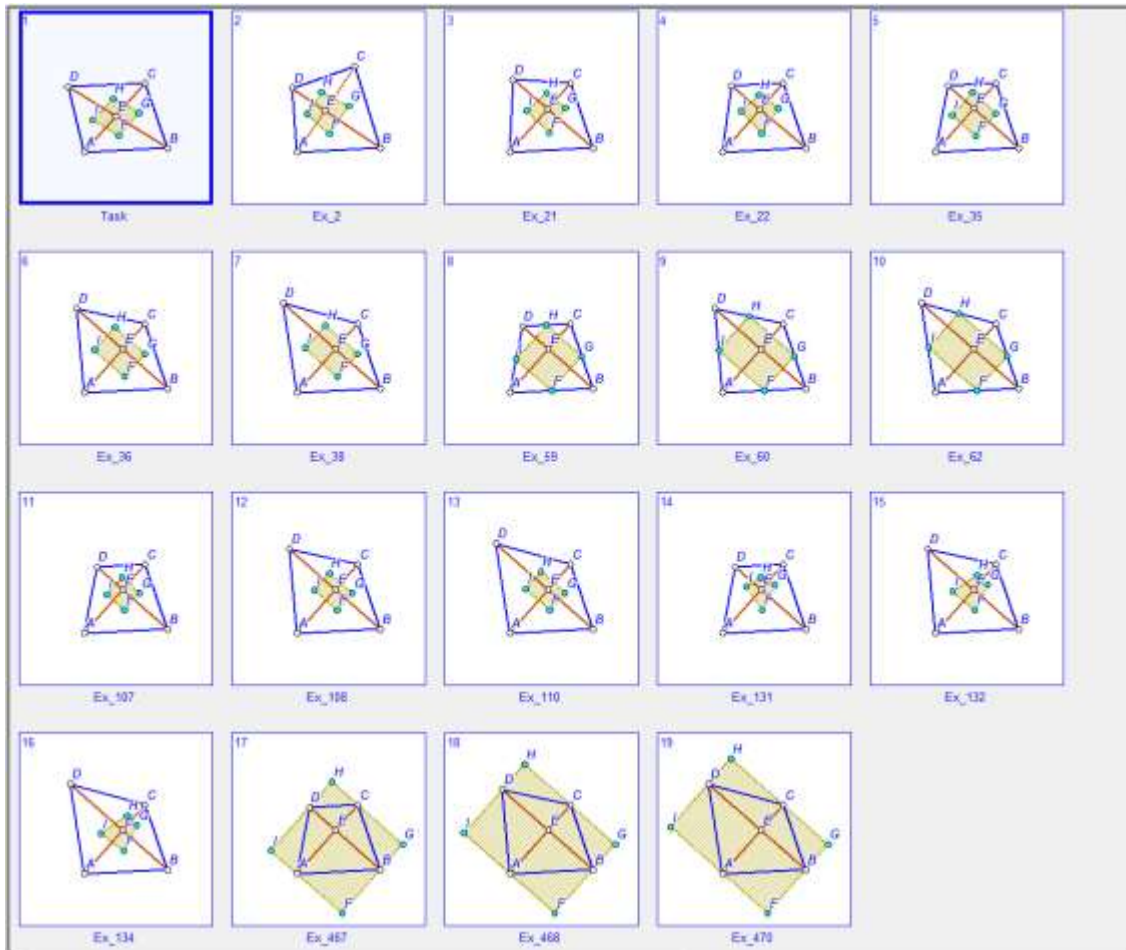 1
D C
H
I E G
A F B
Task
2
C
D H
I E G
A F B
Ex_2
3
D C
H
I E G
A F B
Ex_21
4
D C
H
I E G
A F B
Ex_22
5
D C
H
I E G
A F B
Ex_35
6
D
H C
I E G
A F B
Ex_36
7
D
H C
I E G
A F B
Ex_38
8
D H C
E G
A F B
Ex_59
9
D H C
I E G
A F B
Ex_60
10
D H C
I E G
A F B
Ex_62
11
D C
H
I E G
A F B
Ex_107
12
D C
H
I E G
A F B
Ex_108
13
D C
H
I E G
A F B
Ex_110
14
D C
H
I E G
A F B
Ex_131
15
D C
H
I E G
A F B
Ex_132
16
D C
H
I E G
A F B
Ex_134
17
H
D C
I E G
A B
F
Ex_467
18
H
D C
I E G
A B
F
Ex_468
19
H
D C
I E G
A B
F
Ex_470